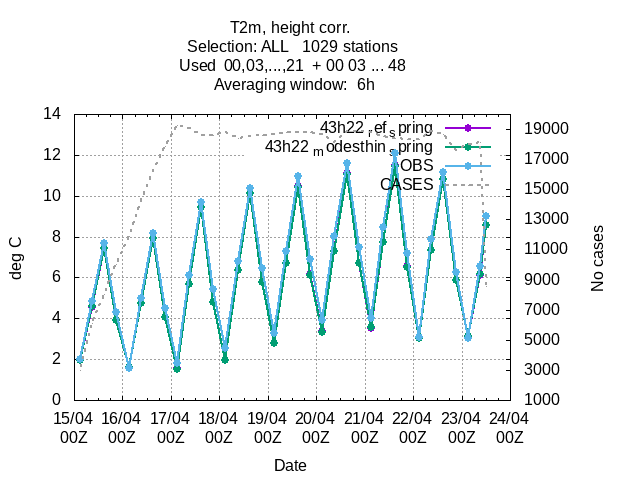 T2m, height corr.
Selection: ALL   1029 stations
Used  00,03,...,21  + 00 03 ... 48
Averaging window:  6h
43h22_ref_spring
43h22_modesthin_spring
OBS
CASES
14
12
10
8
6
4
2
0
deg C
19000
17000
15000
13000
11000
9000
7000
5000
3000
1000
No cases
15/04 16/04 17/04 18/04 19/04 20/04 21/04 22/04 23/04 24/04
00Z 00Z 00Z 00Z 00Z 00Z 00Z 00Z 00Z 00Z
Date